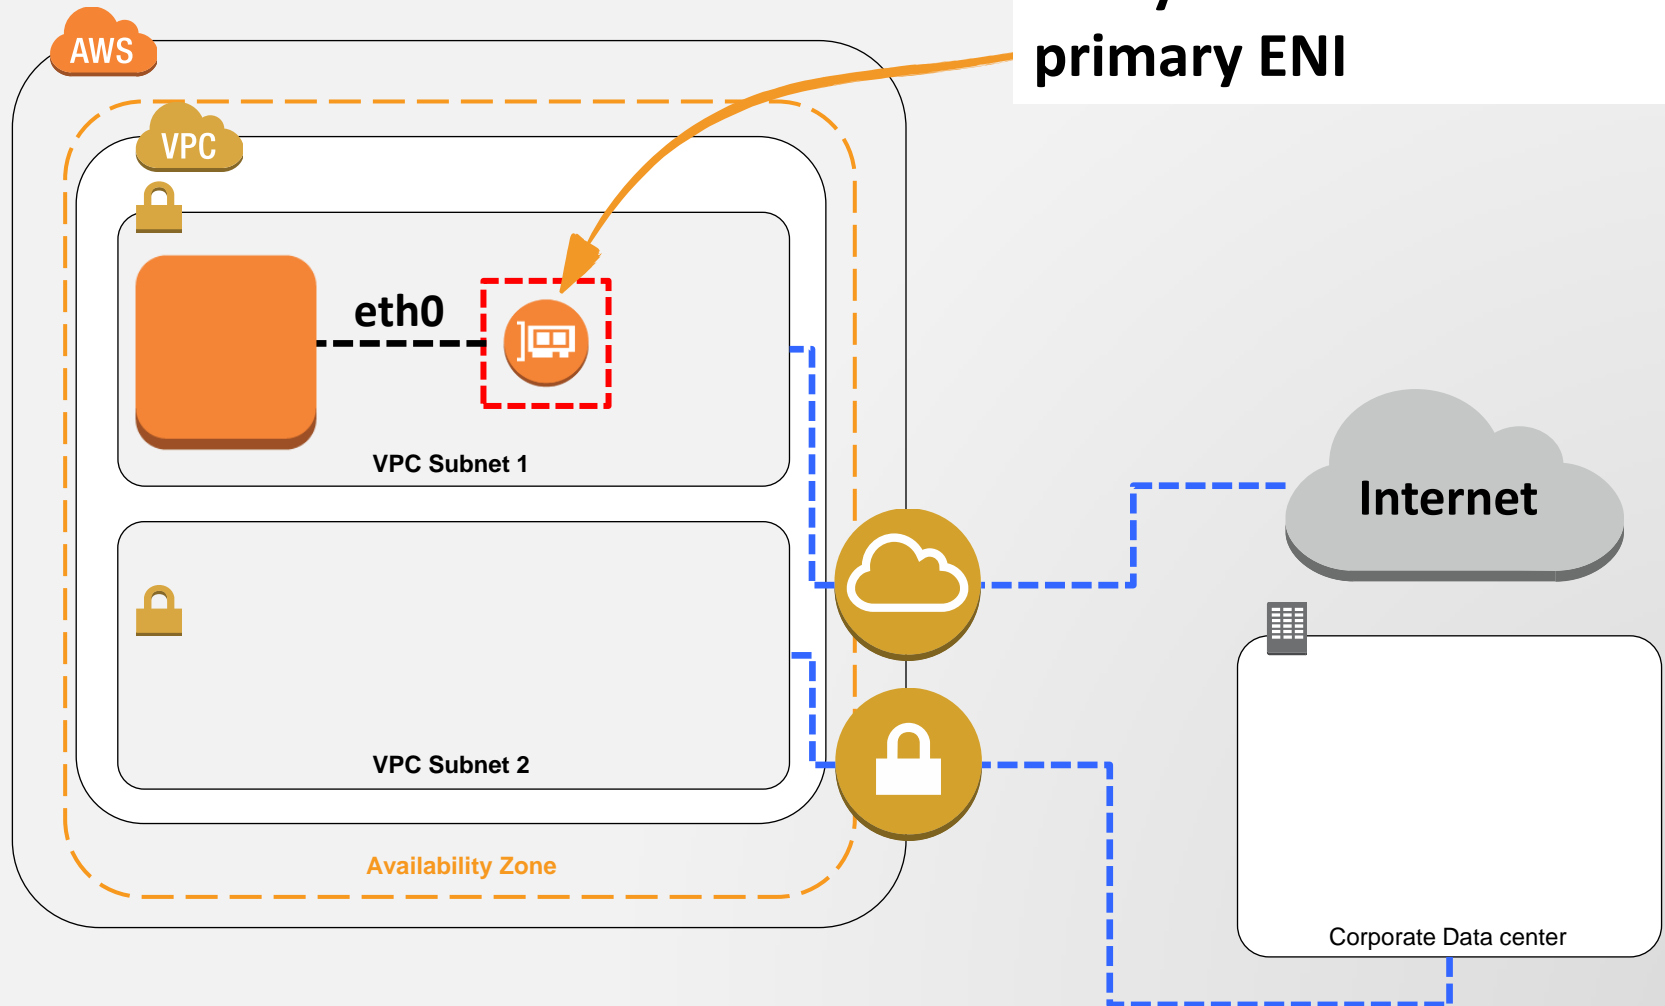 primary ENI
AWS
VPC
eth0
VPC Subnet 1
Internet
VPC Subnet 2
Availability Zone
Corporate Data center